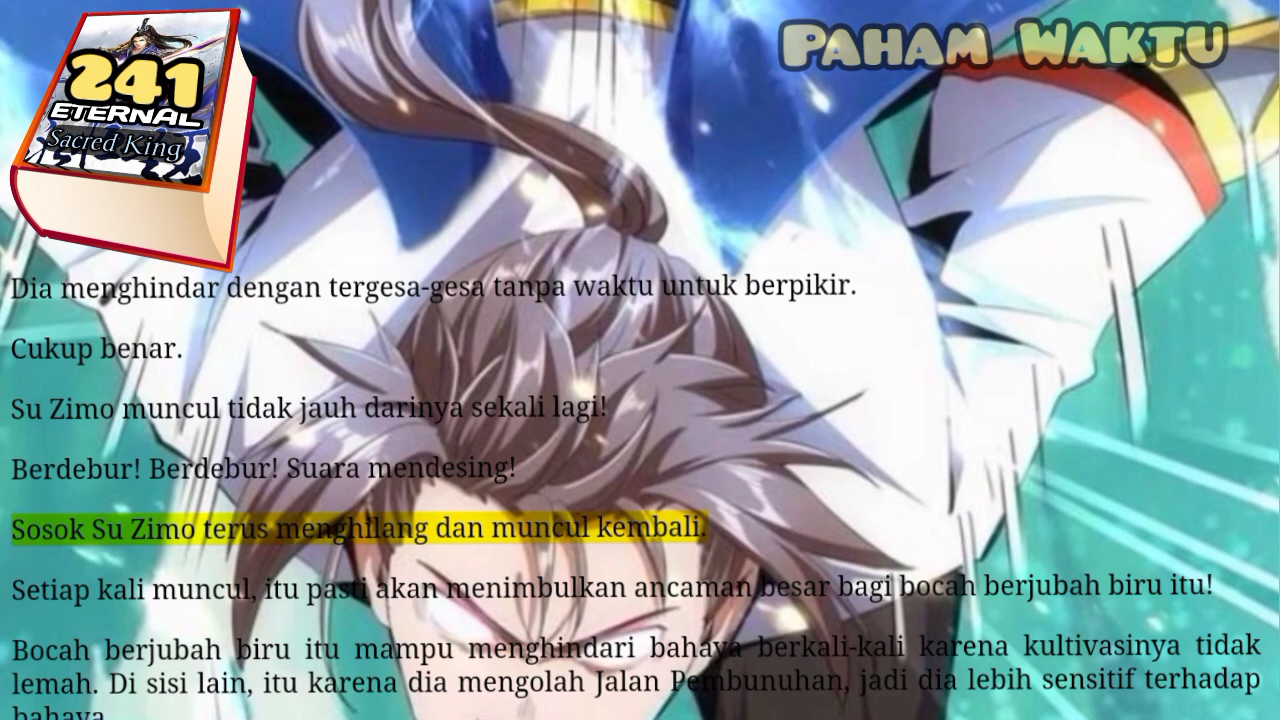 241
ETERNAL
Sacred King
PAHAM WAKTU
Dia menghindar dengan tergesa-gesa tanpa waktu untuk berpikir.
Cukup benar.
Su Zimo muncul tidak jauh darinya sekali lagi!
Berdebur! Berdebur! Suara mendesing!
Sosok Su Zimo terus menghilang dan muncul kembali.
Setiap kali muncul, itu pasti akan menimbulkan ancaman besar bagi bocah berjubah biru itu!
Bocah berjubah biru itu mampu menghindari bahaya berkali-kali karena kultivasinya tidak
lemah. Di sisi lain, itu karena dia mengolah Jalan Pembunuhan, jadi dia lebih sensitif terhadap
bahaya.